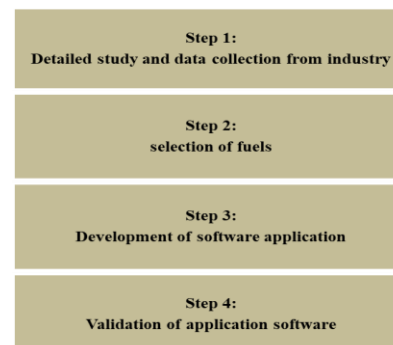 Step 1:
Detailed study and data collection from industry
Step 2:
selection of fuels
Step 3:
Development of software application
Step 4:
Validation of application software